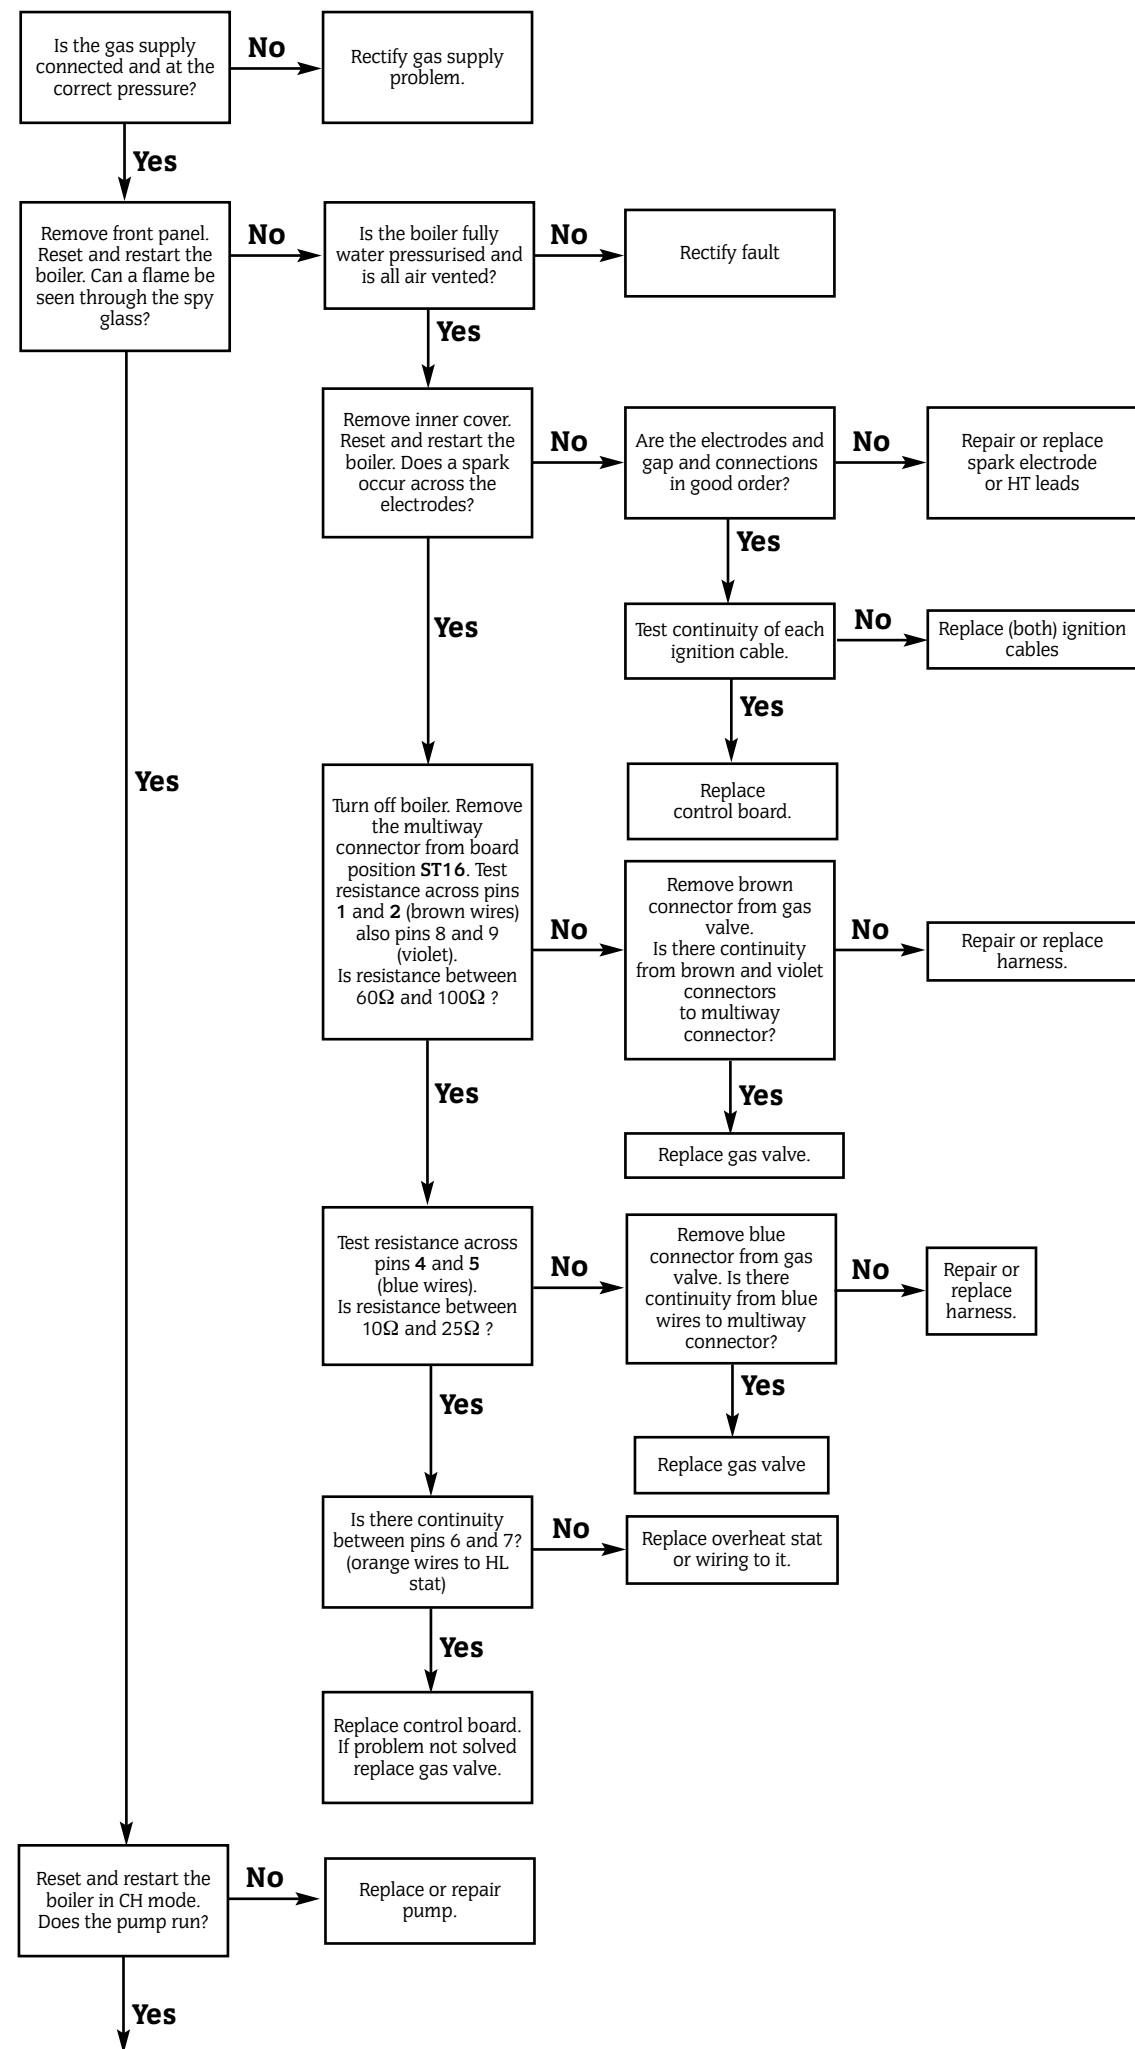 Is the gas supply
connected and at the
correct pressure?
No
Rectify gas supply
problem.
Yes
Remove front panel.
Reset and restart the
boiler. Can a flame be
seen through the spy
glass?
No
Is the boiler fully
water pressurised and
is all air vented?
No
Rectify fault
Yes
Remove inner cover.
Reset and restart the
boiler. Does a spark
occur across the
electrodes?
No
Are the electrodes and
gap and connections
in good order?
No
Repair or replace
spark electrode
or HT leads
Yes
Test continuity of each
ignition cable.
No
Replace (both) ignition
cables
Yes
Replace
control board.
Yes
Turn off boiler. Remove
the multiway
connector from board
position ST16. Test
resistance across pins
1 and 2 (brown wires)
also pins 8 and 9
(violet).
Is resistance between
60Ω and 100Ω ?
No
Remove brown
connector from gas
valve.
Is there continuity
from brown and violet
connectors
to multiway
connector?
No
Repair or replace
harness.
Yes
Replace gas valve.
Yes
Test resistance across
pins 4 and 5
(blue wires).
Is resistance between
10Ω and 25Ω ?
No
Remove blue
connector from gas
valve. Is there
continuity from blue
wires to multiway
connector?
No
Repair or
replace
harness.
Yes
Replace gas valve
Yes
Is there continuity
between pins 6 and 7?
(orange wires to HL
stat)
No
Replace overheat stat
or wiring to it.
Yes
Replace control board.
If problem not solved
replace gas valve.
Yes
Reset and restart the
boiler in CH mode.
Does the pump run?
No
Replace or repair
pump.
Yes